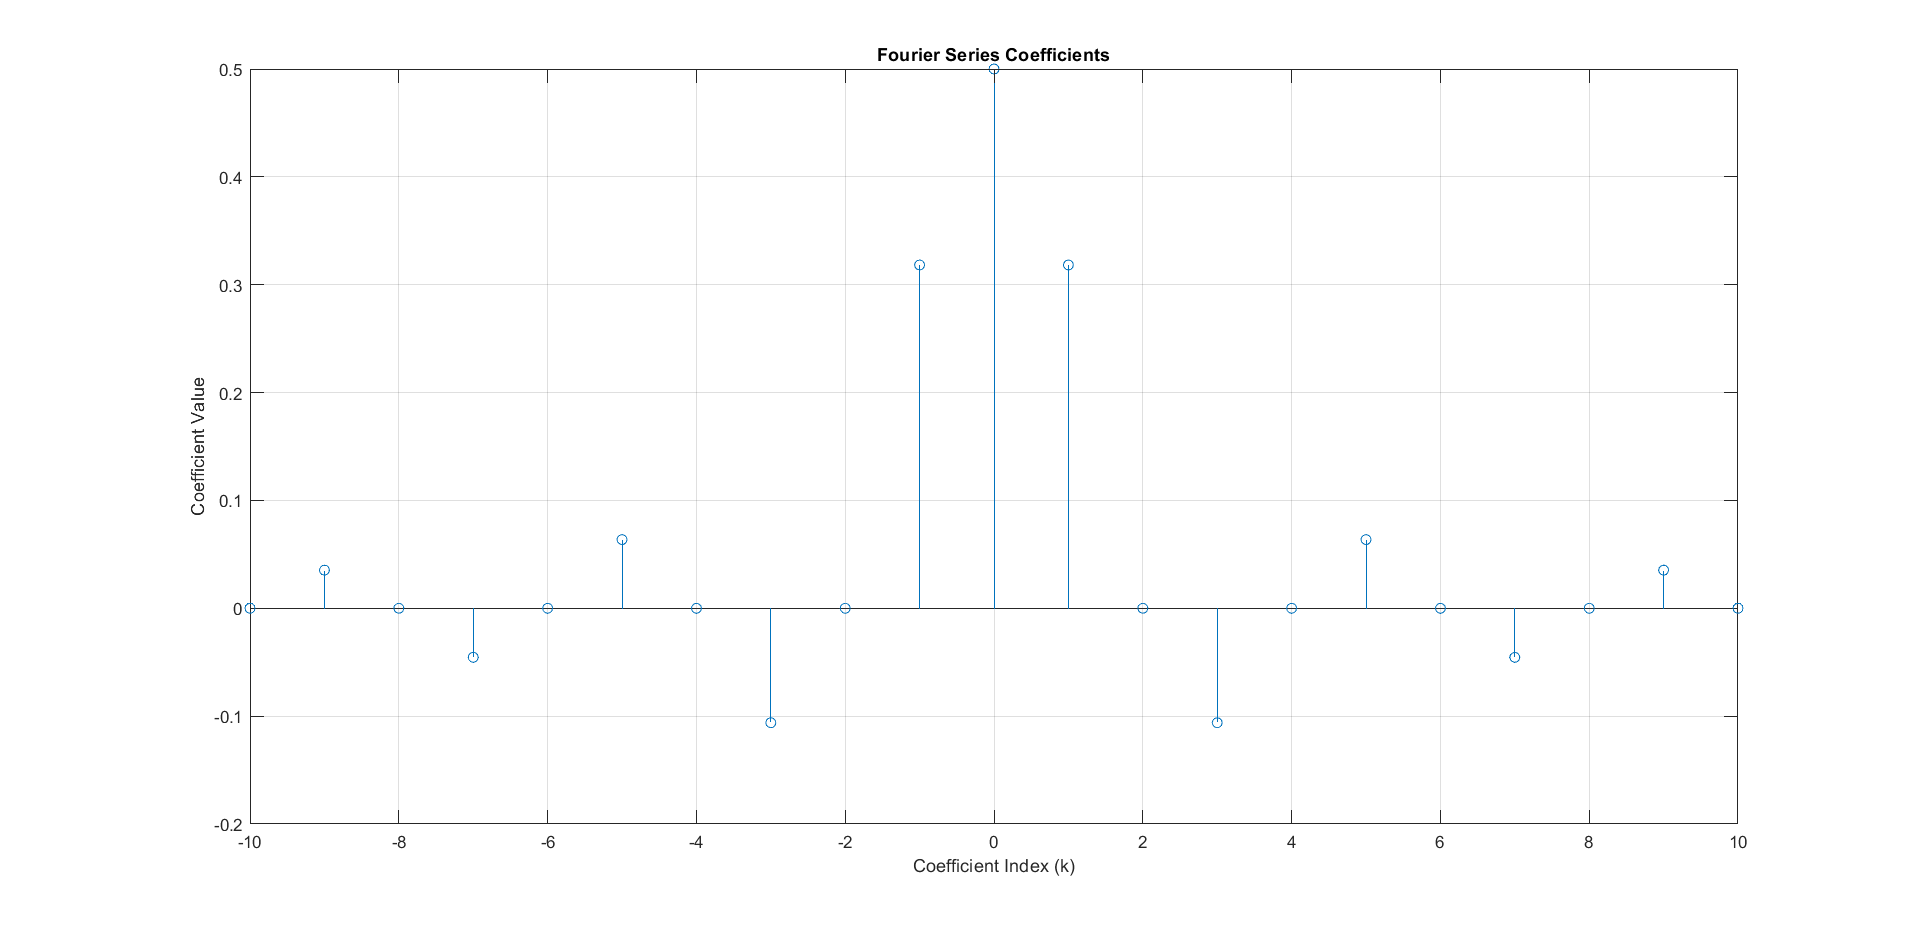 Fourier Series Coefficients
0.5
0.4
0.3
0.2
0.1
0
-0.1
-0.2
Coefficient Value
-10 -8 -6 -4 -2 0 2 4 6 8 10
Coefficient Index (k)